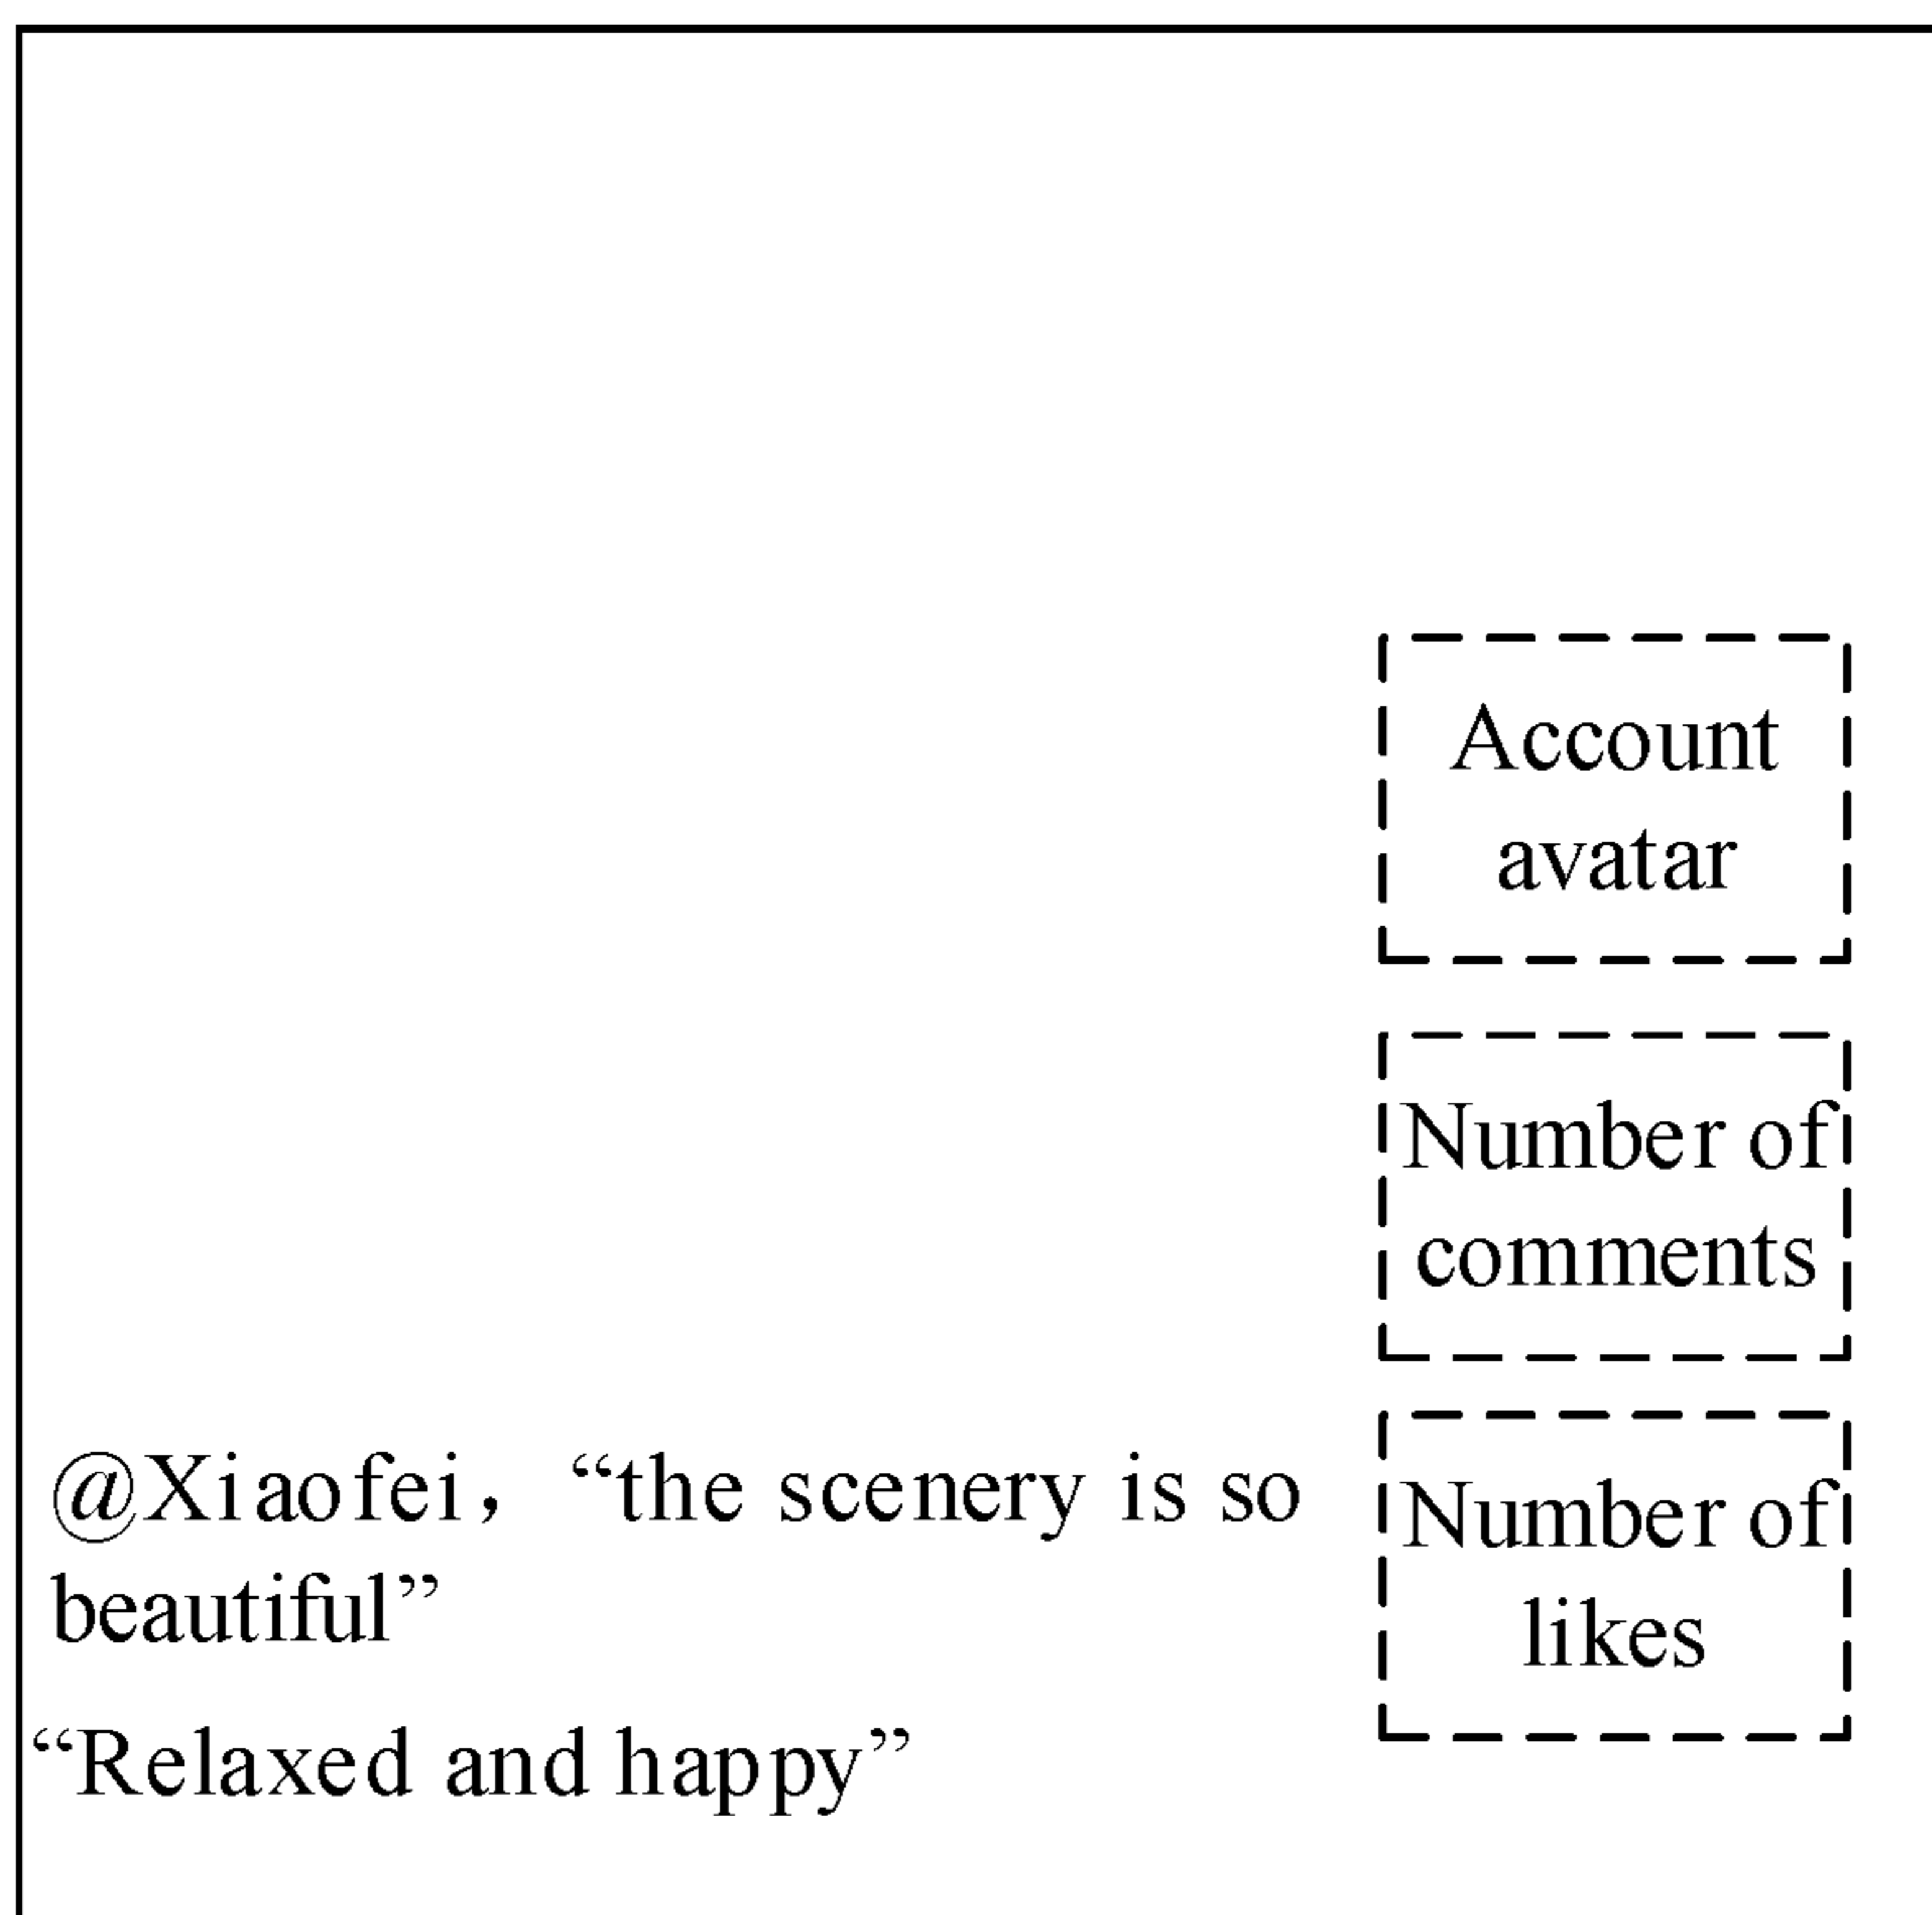 Account
avatar
Number of
comments
Number of
likes
@Xiaofei, “the scenery is so
beautiful”
“Relaxed and happy”